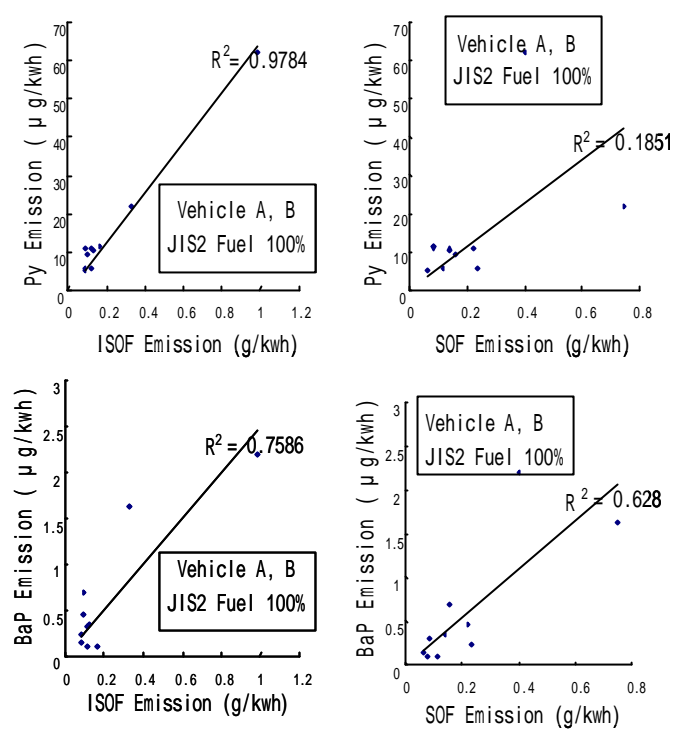 70
60
50
40
30
20
10
0
Py Emission ( μ g/kwh)
R² = 0.9784
Vehicle A, B
JIS2 Fuel 100%
0 0.2 0.4 0.6 0.8 1 1.2
ISOF Emission (g/kwh)
70
60
50
40
30
20
10
0
Py Emission ( μ g/kwh)
Vehicle A, B
JIS2 Fuel 100%
R² = 0.1851
0 0.2 0.4 0.6 0.8
SOF Emission (g/kwh)
3
2.5
2
1.5
1
0.5
0
BaP Emission ( μ g/kwh)
R² = 0.7586
Vehicle A, B
JIS2 Fuel 100%
0 0.2 0.4 0.6 0.8 1 1.2
ISOF Emission (g/kwh)
3
2.5
2
1.5
1
0.5
0
BaP Emission ( μ g/kwh)
Vehicle A, B
JIS2 Fuel 100%
R² = 0.628
0 0.2 0.4 0.6 0.8
SOF Emission (g/kwh)